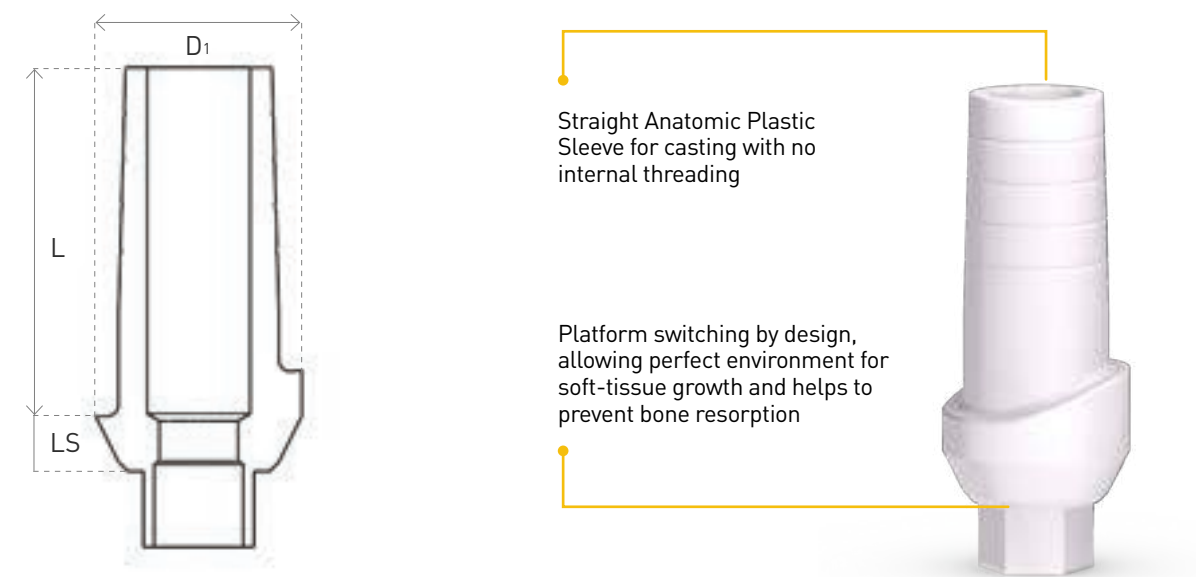 D1
L
LS
Straight Anatomic Plastic
Sleeve for casting with no
internal threading
Platform switching by design,
allowing perfect environment for
soft-tissue growth and helps to
prevent bone resorption